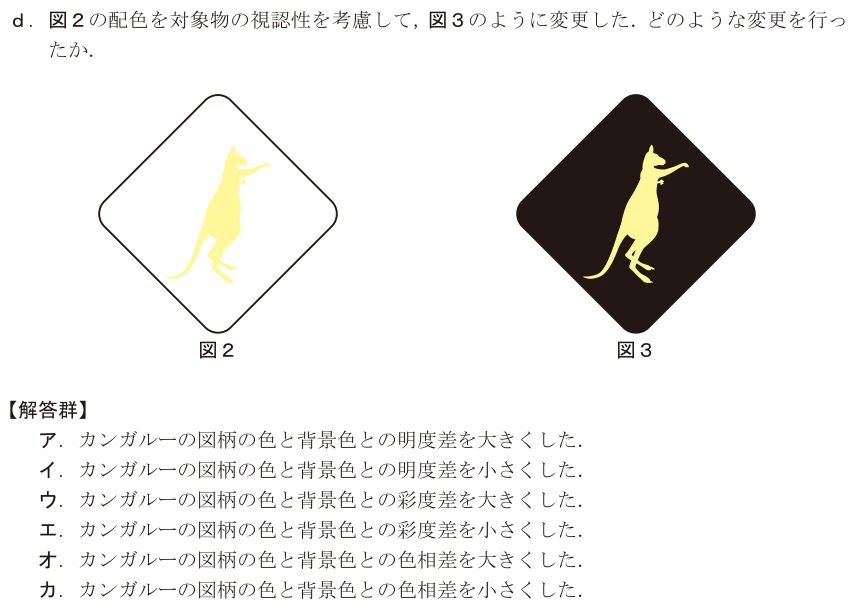 d．図２の配色を対象物の視認性を考慮して，図３のように変更した．どのような変更を行っ
たか．
図２
図３
【解答群】
ア．カンガルーの図柄の色と背景色との明度差を大きくした．
イ．カンガルーの図柄の色と背景色との明度差を小さくした．
ウ．カンガルーの図柄の色と背景色との彩度差を大きくした．
エ．カンガルーの図柄の色と背景色との彩度差を小さくした．
オ．カンガルーの図柄の色と背景色との色相差を大きくした．
カ．カンガルーの図柄の色と背景色との色相差を小さくした．